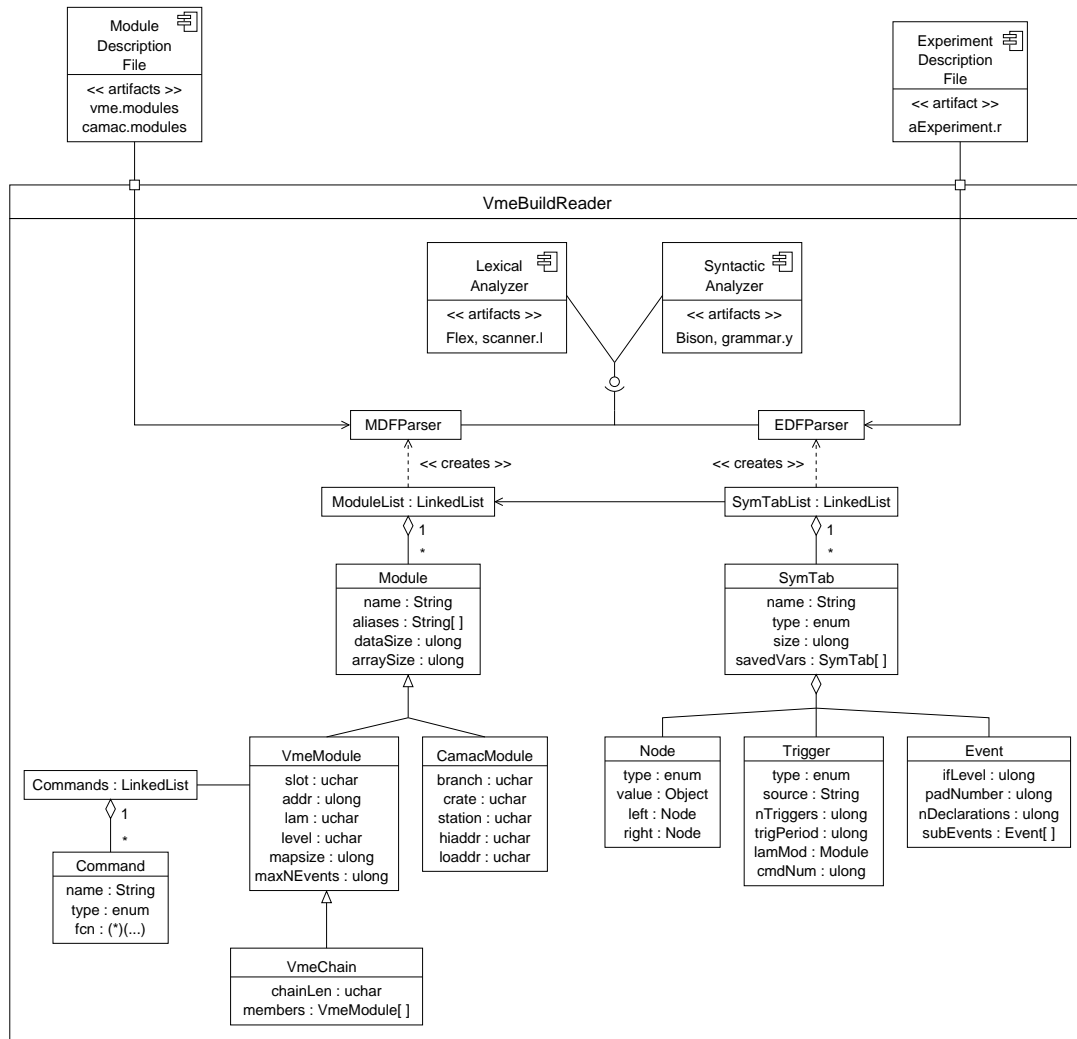 Module
Description
File
<< artifacts >>
vme.modules
camac.modules
Experiment
Description
File
<< artifact >>
aExperiment.r
VmeBuildReader
Lexical
Analyzer
<< artifacts >>
Flex, scanner.l
Syntactic
Analyzer
<< artifacts >>
Bison, grammar.y
MDFParser
EDFParser
<< creates >>
<< creates >>
ModuleList : LinkedList
SymTabList : LinkedList
1
*
1
*
Module
name : String
aliases : String[ ]
dataSize : ulong
arraySize : ulong
SymTab
name : String
type : enum
size : ulong
savedVars : SymTab[ ]
Commands : LinkedList
1
*
Command
name : String
type : enum
fcn : (*)(...)
VmeModule
slot : uchar
addr : ulong
lam : uchar
level : uchar
mapsize : ulong
maxNEvents : ulong
CamacModule
branch : uchar
crate : uchar
station : uchar
hiaddr : uchar
loaddr : uchar
Node
type : enum
value : Object
left : Node
right : Node
Trigger
type : enum
source : String
nTriggers : ulong
trigPeriod : ulong
lamMod : Module
cmdNum : ulong
Event
ifLevel : ulong
padNumber : ulong
nDeclarations : ulong
subEvents : Event[ ]
VmeChain
chainLen : uchar
members : VmeModule[ ]